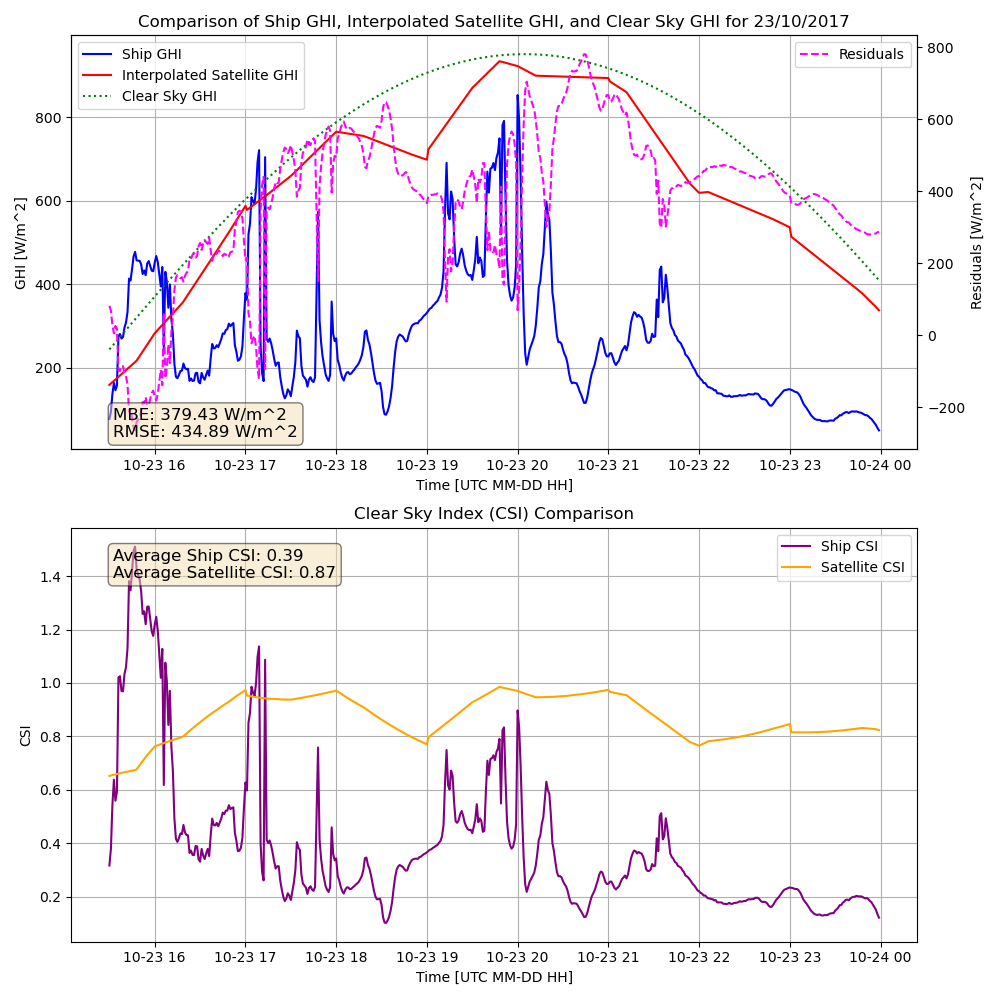 Comparison of Ship GHI, Interpolated Satellite GHI, and Clear Sky GHI for 23/10/2017
Ship GHI
Interpolated Satellite GHI
Clear Sky GHI
Residuals
GHI [W/m^2]
800
600
400
200
Residuals [W/m^2]
800
600
400
200
0
−200
MBE: 379.43 W/m^2
RMSE: 434.89 W/m^2
10-23 16
10-23 17
10-23 18
10-23 19
10-23 20
10-23 21
10-23 22
10-23 23
10-24 00
Time [UTC MM-DD HH]
Clear Sky Index (CSI) Comparison
Average Ship CSI: 0.39
Average Satellite CSI: 0.87
Ship CSI
Satellite CSI
CSI
1.4
1.2
1.0
0.8
0.6
0.4
0.2
10-23 16
10-23 17
10-23 18
10-23 19
10-23 20
10-23 21
10-23 22
10-23 23
10-24 00
Time [UTC MM-DD HH]